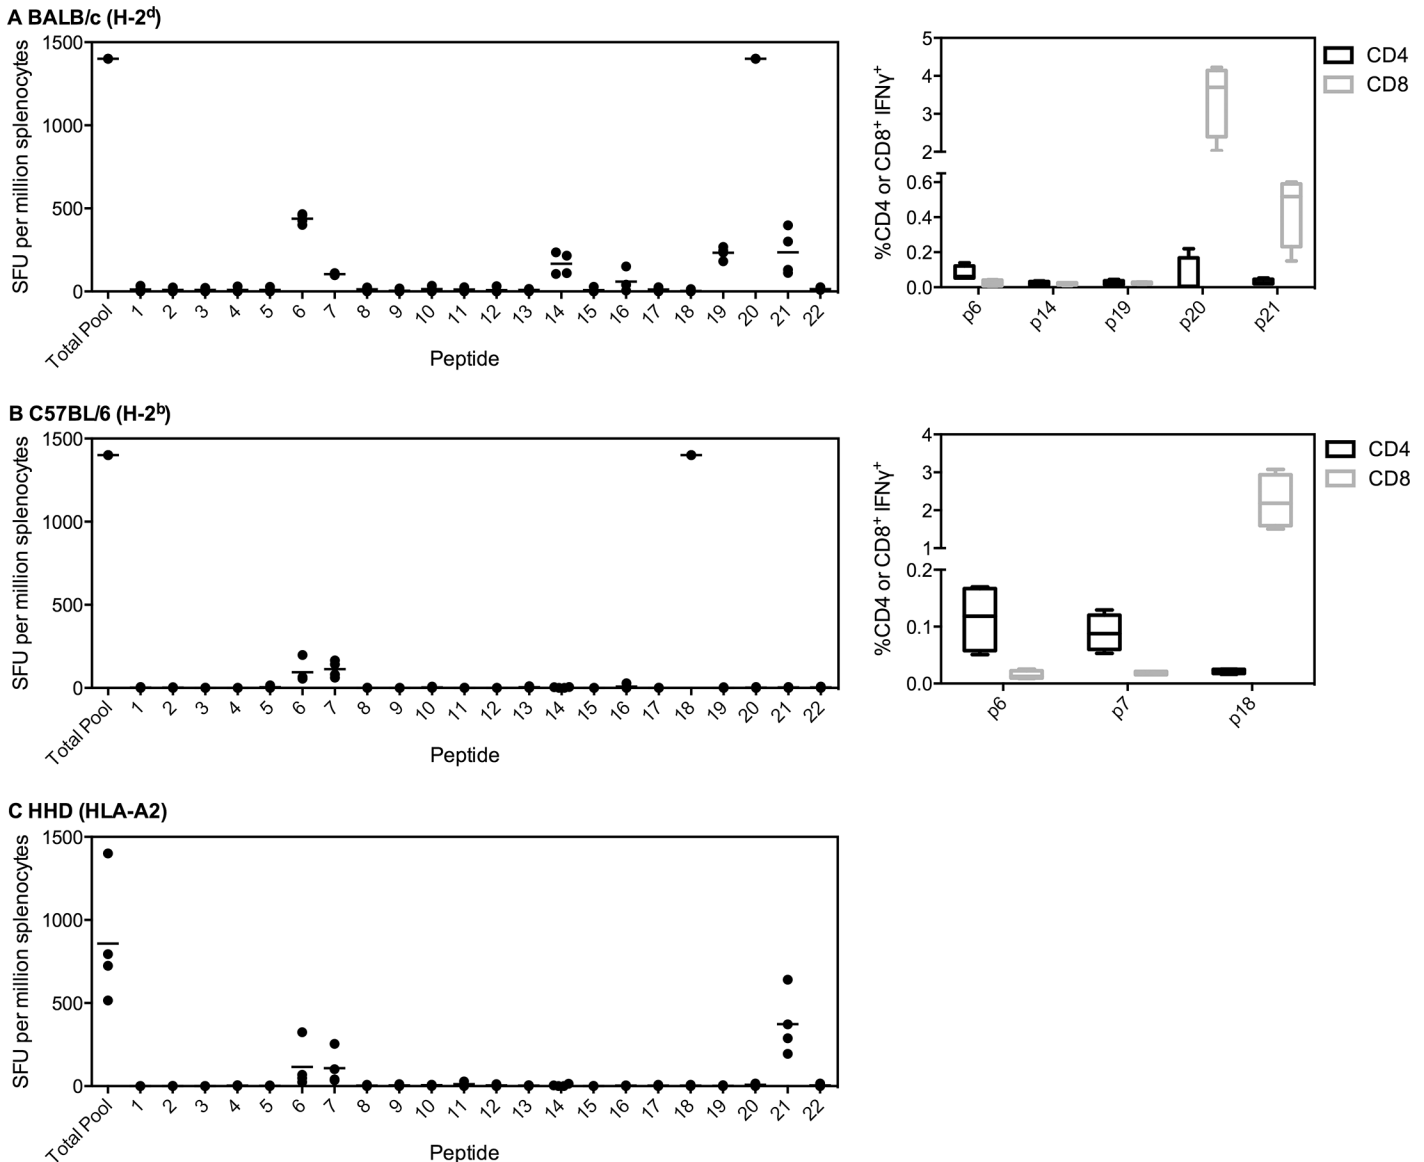 A BALB/c (H-2ᵈ)
SFU per million splenocytes
1500
1000
500
0
Total Pool 1 2 3 4 5 6 7 8 9 10 11 12 13 14 15 16 17 18 19 20 21 22
Peptide
%CD4 or CD8⁺ IFNγ⁺
5
4
3
2
0.6
0.4
0.2
0.0
p6 p14 p19 p20 p21
CD4
CD8
B C57BL/6 (H-2ᵇ)
SFU per million splenocytes
1500
1000
500
0
Total Pool 1 2 3 4 5 6 7 8 9 10 11 12 13 14 15 16 17 18 19 20 21 22
Peptide
%CD4 or CD8⁺ IFNγ⁺
4
3
2
1
0.2
0.1
0.0
p6 p7 p18
CD4
CD8
C HHD (HLA-A2)
SFU per million splenocytes
1500
1000
500
0
Total Pool 1 2 3 4 5 6 7 8 9 10 11 12 13 14 15 16 17 18 19 20 21 22
Peptide